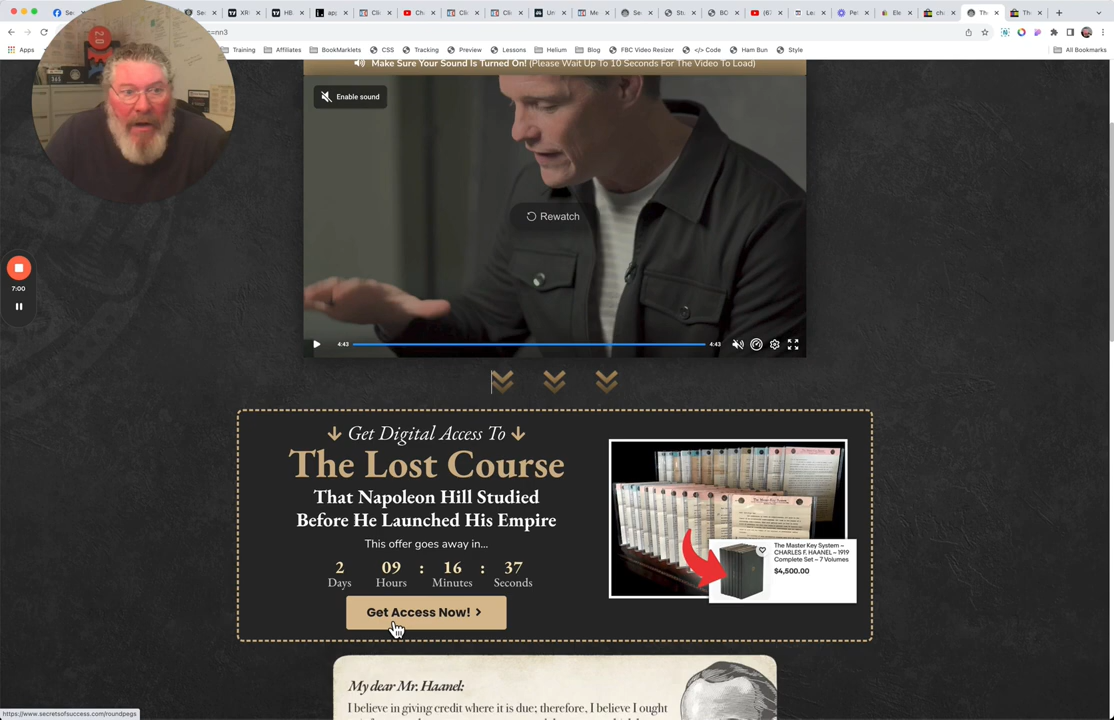 Apps
Training
Affiliates
BookMarklets
CSS
Tracking
Preview
Lessons
Helium
Blog
FBC Video Resizer
</> Code
Ham Bun
Style
All Bookmarks
Make Sure Your Sound Is Turned On! (Please Wait Up To 10 Seconds For The Video To Load)
Enable sound
Rewatch
7:00
4:43
4:43
Get Digital Access To
The Lost Course
That Napoleon Hill Studied
Before He Launched His Empire
This offer goes away in...
2 09 : 16 : 37
Days Hours Minutes Seconds
Get Access Now!
The Master Key System ~
CHARLES F. HAANEL ~ 1919
Complete Set ~ 7 Volumes
$4,500.00
My dear Mr. Haanel:
I believe in giving credit where it is due; therefore, I believe I ought
https://www.secretsofsuccess.com/roundpegs